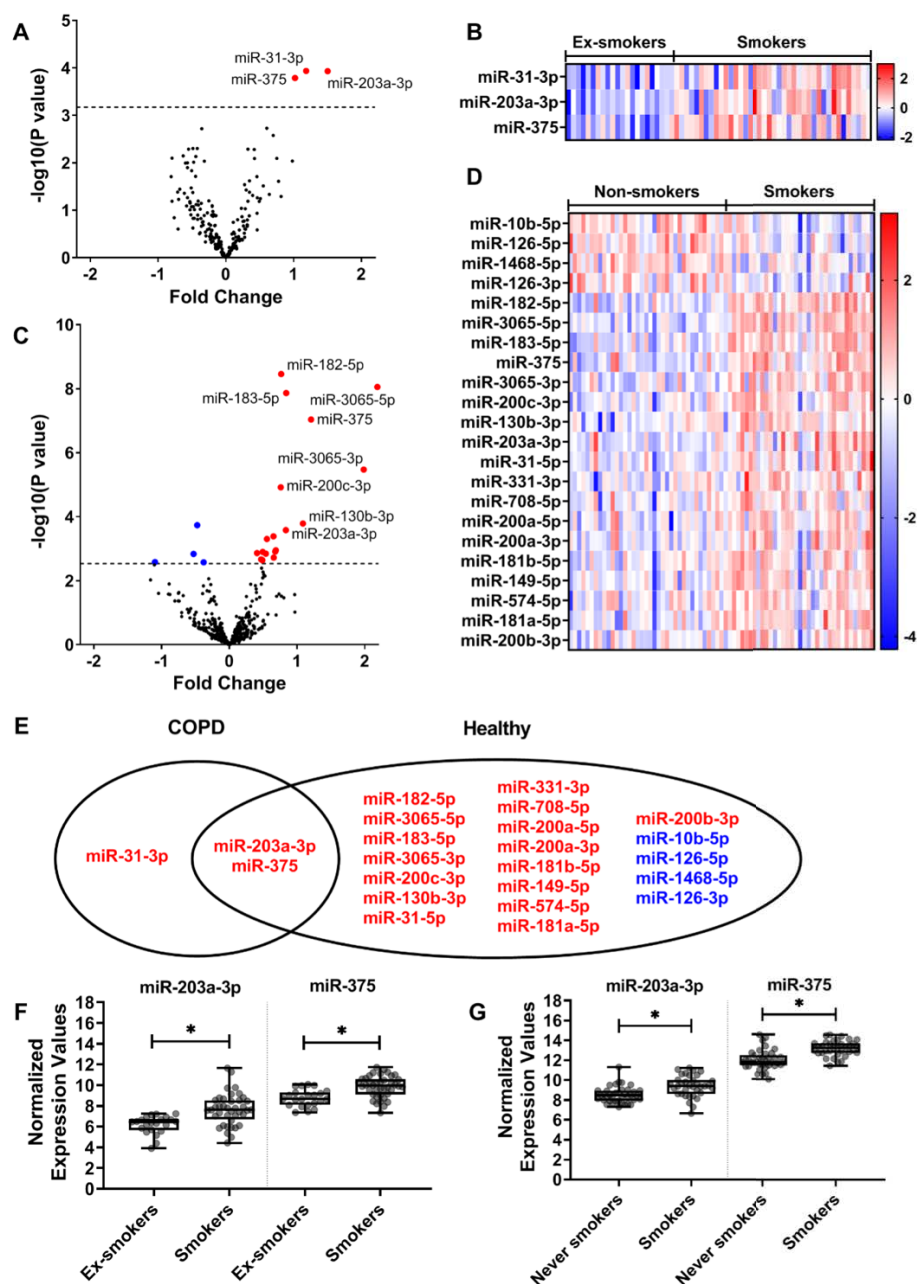 A
5
4
3
2
1
0
-log10(P value)
miR-31-3p
miR-375
miR-203a-3p
-2
-1
0
1
2
Fold Change
B
Ex-smokers
Smokers
miR-31-3p
miR-203a-3p
miR-375
2
0
-2
C
10
8
6
4
2
0
-log10(P value)
miR-182-5p
miR-183-5p
miR-3065-5p
miR-375
miR-3065-3p
miR-200c-3p
miR-130b-3p
miR-203a-3p
-2
-1
0
1
2
Fold Change
D
Non-smokers
Smokers
miR-10b-5p
miR-126-5p
miR-1468-5p
miR-126-3p
miR-182-5p
miR-3065-5p
miR-183-5p
miR-375
miR-3065-3p
miR-200c-3p
miR-130b-3p
miR-203a-3p
miR-31-5p
miR-331-3p
miR-708-5p
miR-200a-5p
miR-200a-3p
miR-181b-5p
miR-149-5p
miR-574-5p
miR-181a-5p
miR-200b-3p
2
0
-2
-4
E
COPD
Healthy
miR-31-3p
miR-203a-3p
miR-375
miR-182-5p
miR-3065-5p
miR-183-5p
miR-3065-3p
miR-200c-3p
miR-130b-3p
miR-31-5p
miR-331-3p
miR-708-5p
miR-200a-5p
miR-200a-3p
miR-181b-5p
miR-149-5p
miR-574-5p
miR-181a-5p
miR-200b-3p
miR-10b-5p
miR-126-5p
miR-1468-5p
miR-126-3p
F
miR-203a-3p
miR-375
Normalized
Expression Values
18
16
14
12
10
8
6
4
2
0
*
*
Ex-smokers
Smokers
Ex-smokers
Smokers
G
miR-203a-3p
miR-375
Normalized
Expression Values
18
16
14
12
10
8
6
4
2
0
*
*
Never smokers
Smokers
Never smokers
Smokers